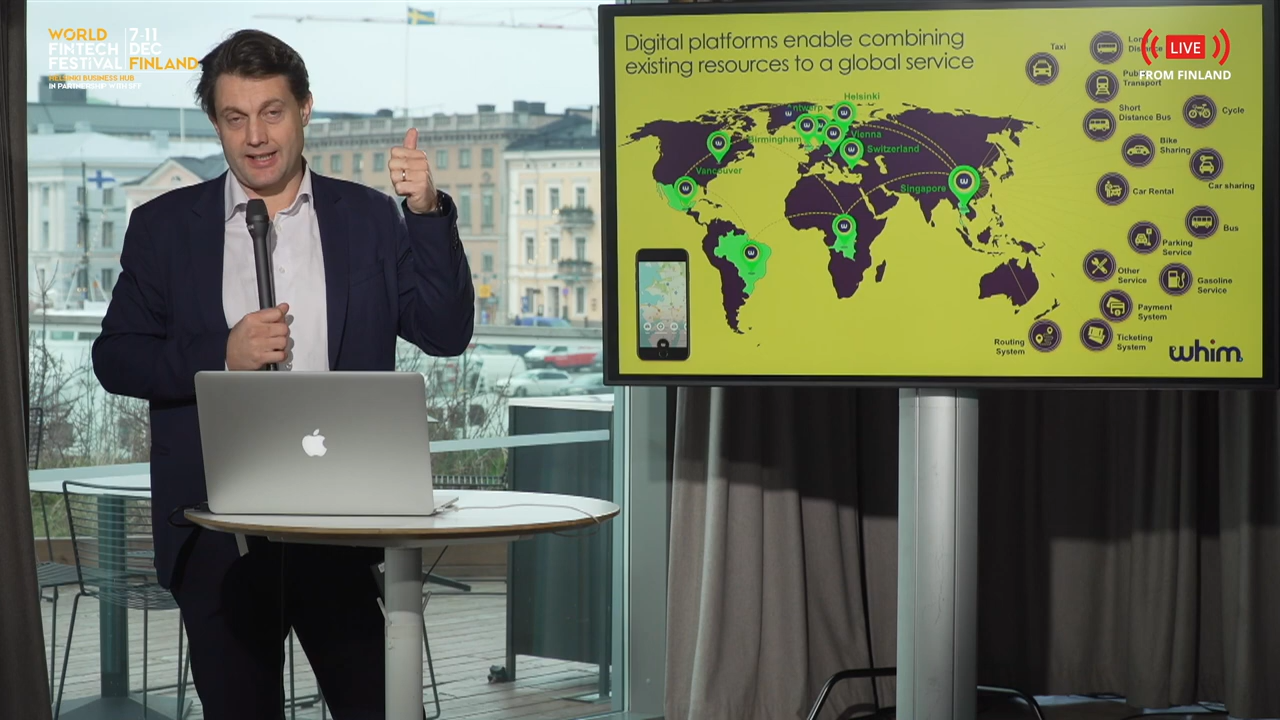 WORLD
FINTECH
FESTIVAL
7-11
DEC
FINLAND
HELSINKI BUSINESS HUB
IN PARTNERSHIP WITH SFF
LIVE
FROM FINLAND
Digital platforms enable combining
existing resources to a global service
Helsinki
Antwerp
Birmingham
Vienna
Switzerland
Vancouver
Singapore
Taxi
Public
Transport
Short
Distance Bus
Cycle
Bike
Sharing
Car sharing
Car Rental
Bus
Parking
Service
Other
Service
Gasoline
Service
Payment
System
Routing
System
Ticketing
System
whim